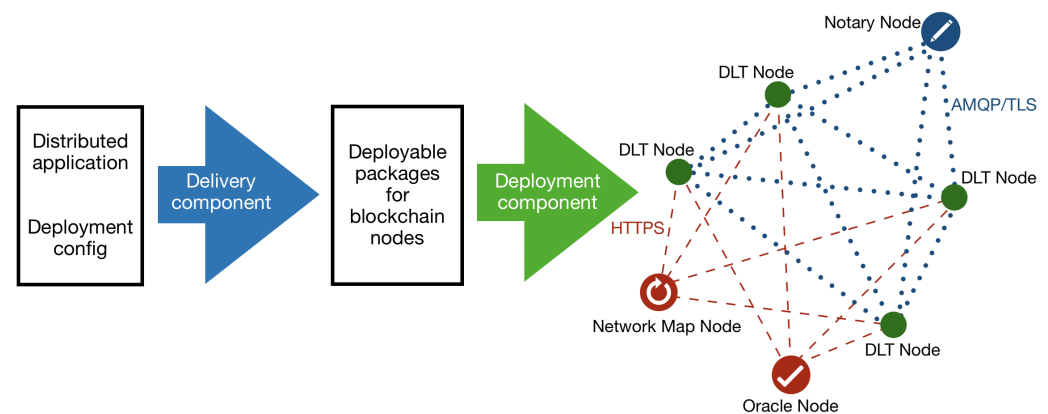 Distributed
application
Deployment
config
Delivery
component
Deployable
packages
for
blockchain
nodes
Deployment
component
Notary Node
DLT Node
AMQP/TLS
DLT Node
DLT Node
HTTPS
Network Map Node
DLT Node
Oracle Node